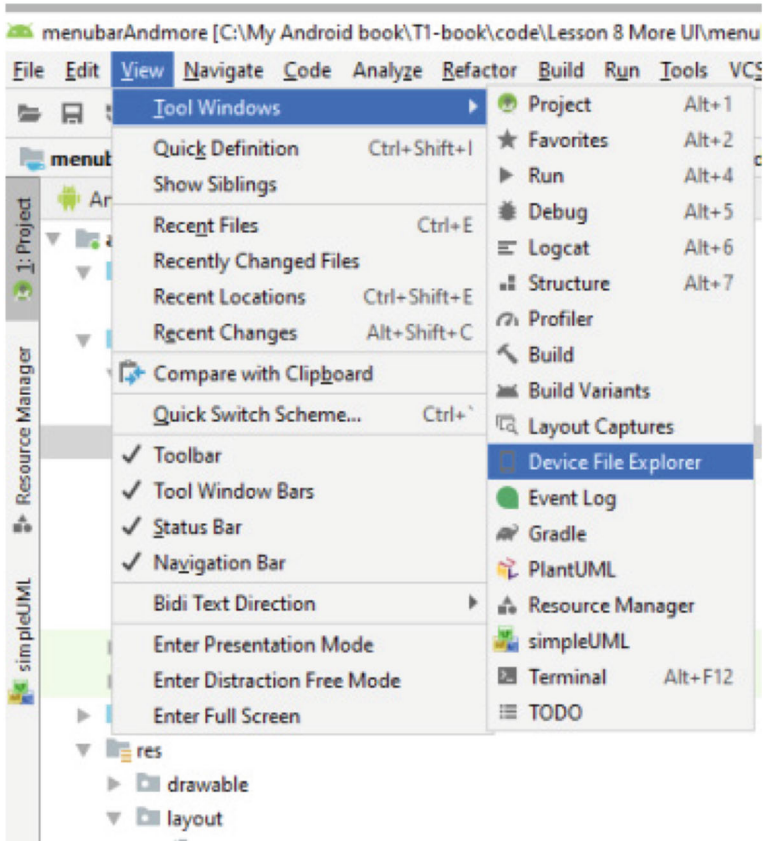 menubarAndmore [C:\My Android book\T1-book\code\Lesson 8 More UI\menu
File Edit View Navigate Code Analyze Refactor Build Run Tools VCS
menub
1: Project
Resource Manager
simpleUML
Tool Windows
Quick Definition Ctrl+Shift+I
Show Siblings
Recent Files Ctrl+E
Recently Changed Files
Recent Locations Ctrl+Shift+E
Recent Changes Alt+Shift+C
Compare with Clipboard
Quick Switch Scheme... Ctrl+`
Toolbar
Tool Window Bars
Status Bar
Navigation Bar
Bidi Text Direction
Enter Presentation Mode
Enter Distraction Free Mode
Enter Full Screen
Project Alt+1
Favorites Alt+2
Run Alt+4
Debug Alt+5
Logcat Alt+6
Structure Alt+7
Profiler
Build
Build Variants
Layout Captures
Device File Explorer
Event Log
Gradle
PlantUML
Resource Manager
simpleUML
Terminal Alt+F12
TODO
res
drawable
layout